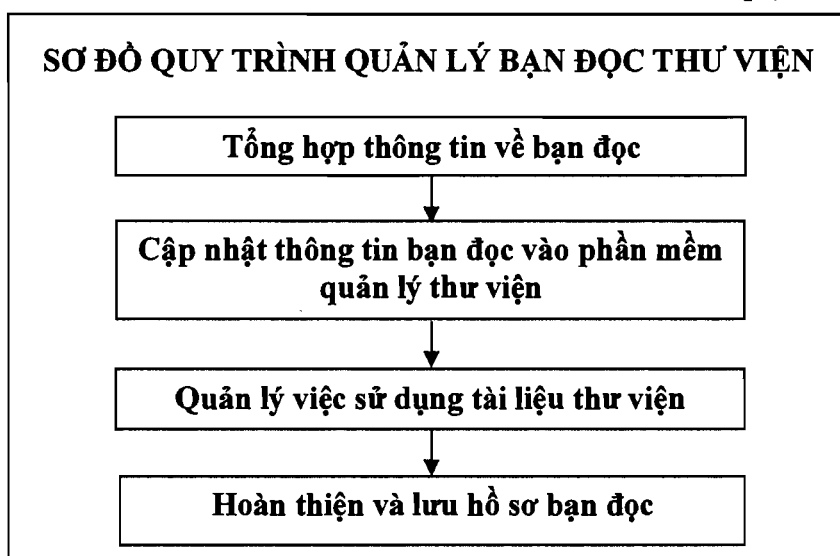 SƠ ĐỒ QUY TRÌNH QUẢN LÝ BẠN ĐỌC THƯ VIỆN
Tổng hợp thông tin về bạn đọc
Cập nhật thông tin bạn đọc vào phần mềm
quản lý thư viện
Quản lý việc sử dụng tài liệu thư viện
Hoàn thiện và lưu hồ sơ bạn đọc